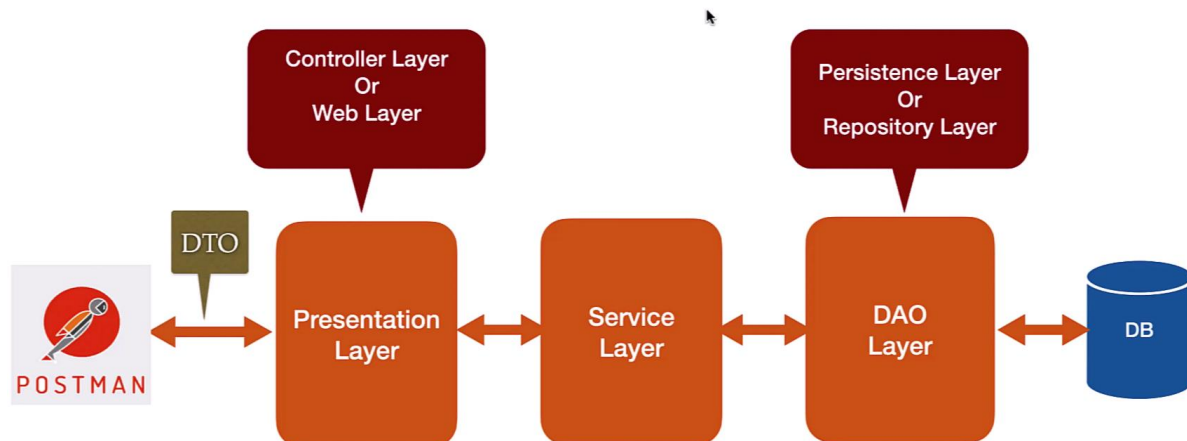 Controller Layer
Or
Web Layer
Persistence Layer
Or
Repository Layer
DTO
POSTMAN
Presentation
Layer
Service
Layer
DAO
Layer
DB